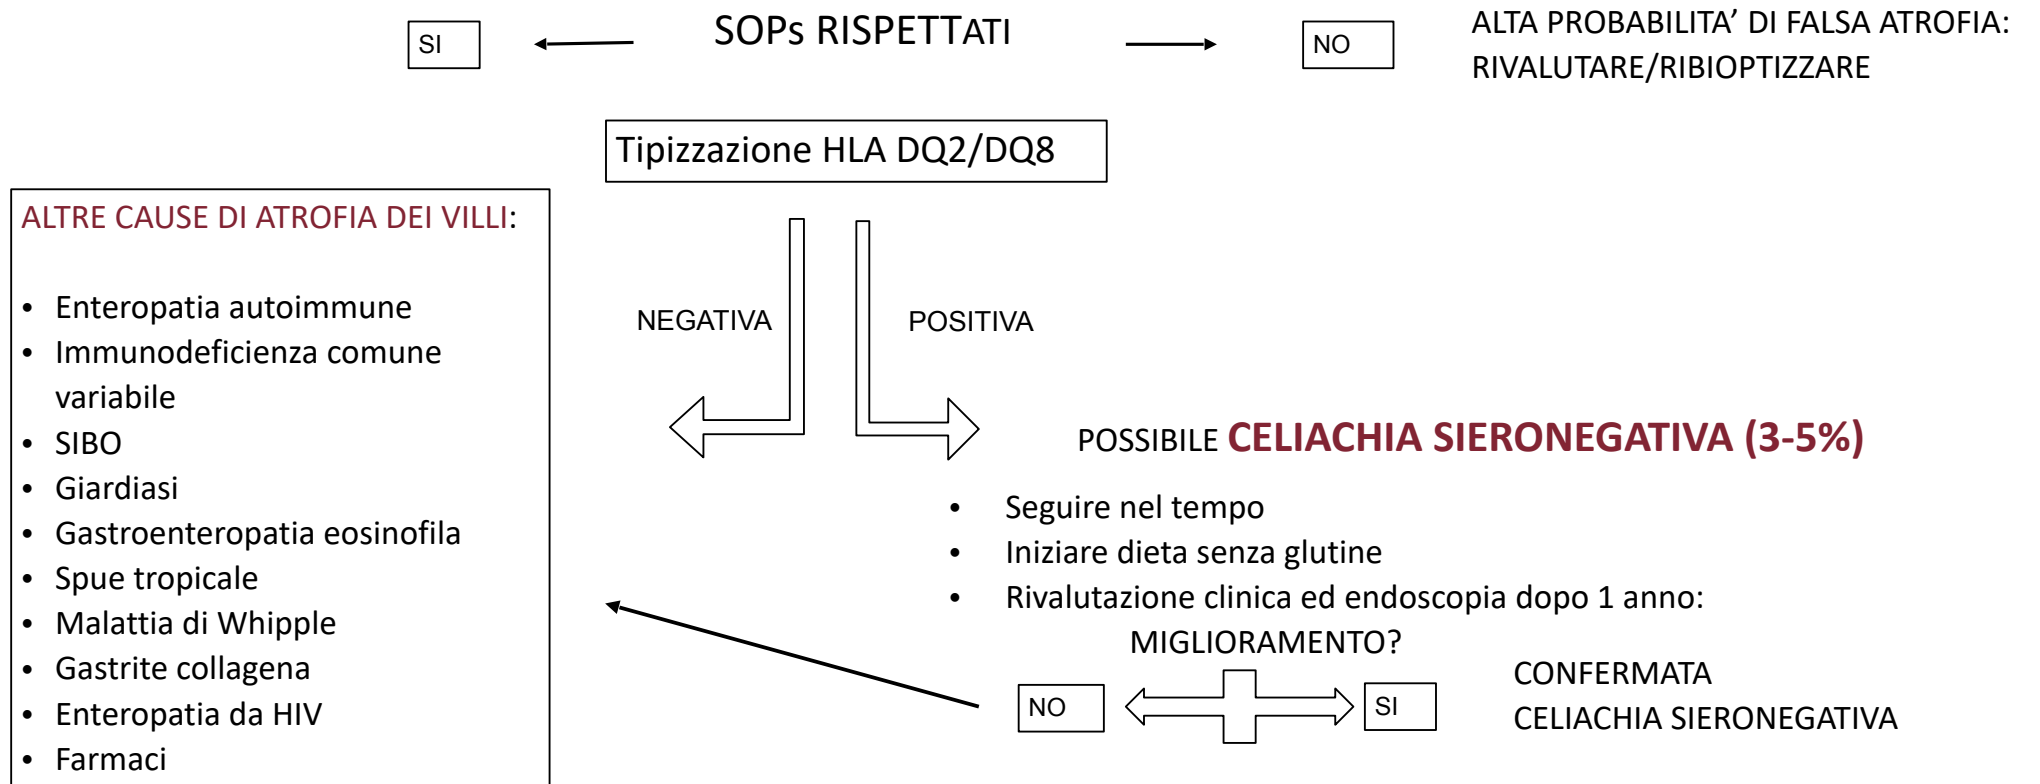 SI
SOPs RISPETTATI
NO
ALTA PROBABILITA’ DI FALSA ATROFIA:
RIVALUTARE/RIBIOPTIZZARE
Tipizzazione HLA DQ2/DQ8
ALTRE CAUSE DI ATROFIA DEI VILLI:
• Enteropatia autoimmune
• Immunodeficienza comune
variabile
• SIBO
• Giardiasi
• Gastroenteropatia eosinofila
• Spue tropicale
• Malattia di Whipple
• Gastrite collagena
• Enteropatia da HIV
• Farmaci
NEGATIVA
POSITIVA
POSSIBILE CELIACHIA SIERONEGATIVA (3-5%)
• Seguire nel tempo
• Iniziare dieta senza glutine
• Rivalutazione clinica ed endoscopia dopo 1 anno:
MIGLIORAMENTO?
NO
SI
CONFERMATA
CELIACHIA SIERONEGATIVA